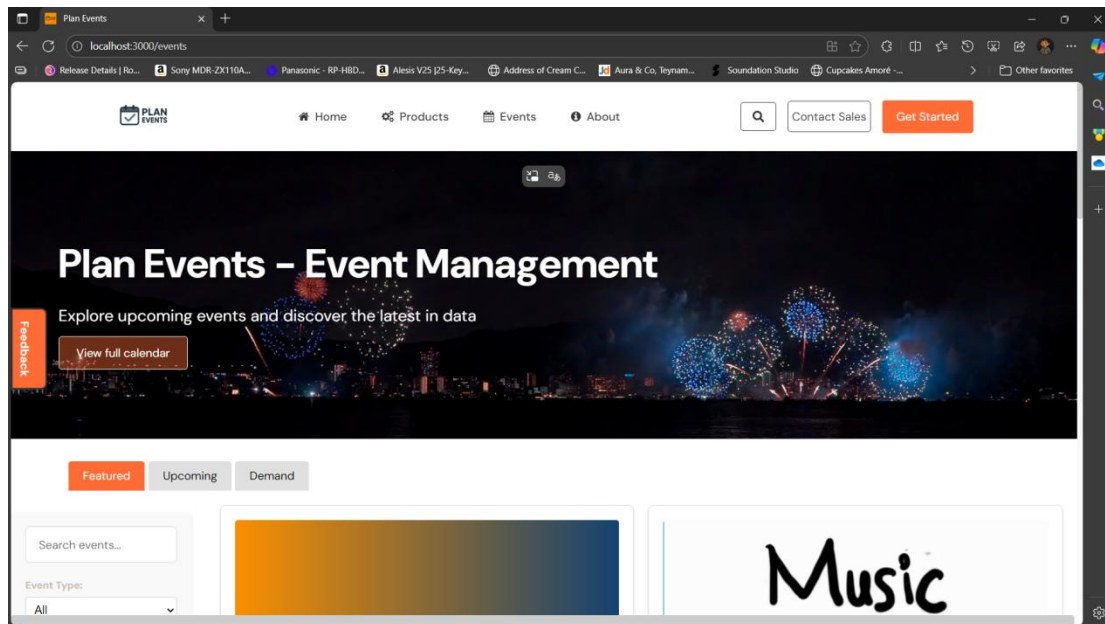 Plan Events
localhost:3000/events
Release Details | Ro...
Sony MDR-ZX110A...
Panasonic - RP-HBD...
Alesis V25 |25-Key...
Address of Cream C...
Aura & Co, Teynam...
Soundation Studio
Cupcakes Amoré -...
Other favorites
PLAN
EVENTS
Home
Products
Events
About
Contact Sales
Get Started
Plan Events - Event Management
Explore upcoming events and discover the latest in data
View full calendar
Feedback
Featured
Upcoming
Demand
Search events...
Event Type:
All
Music